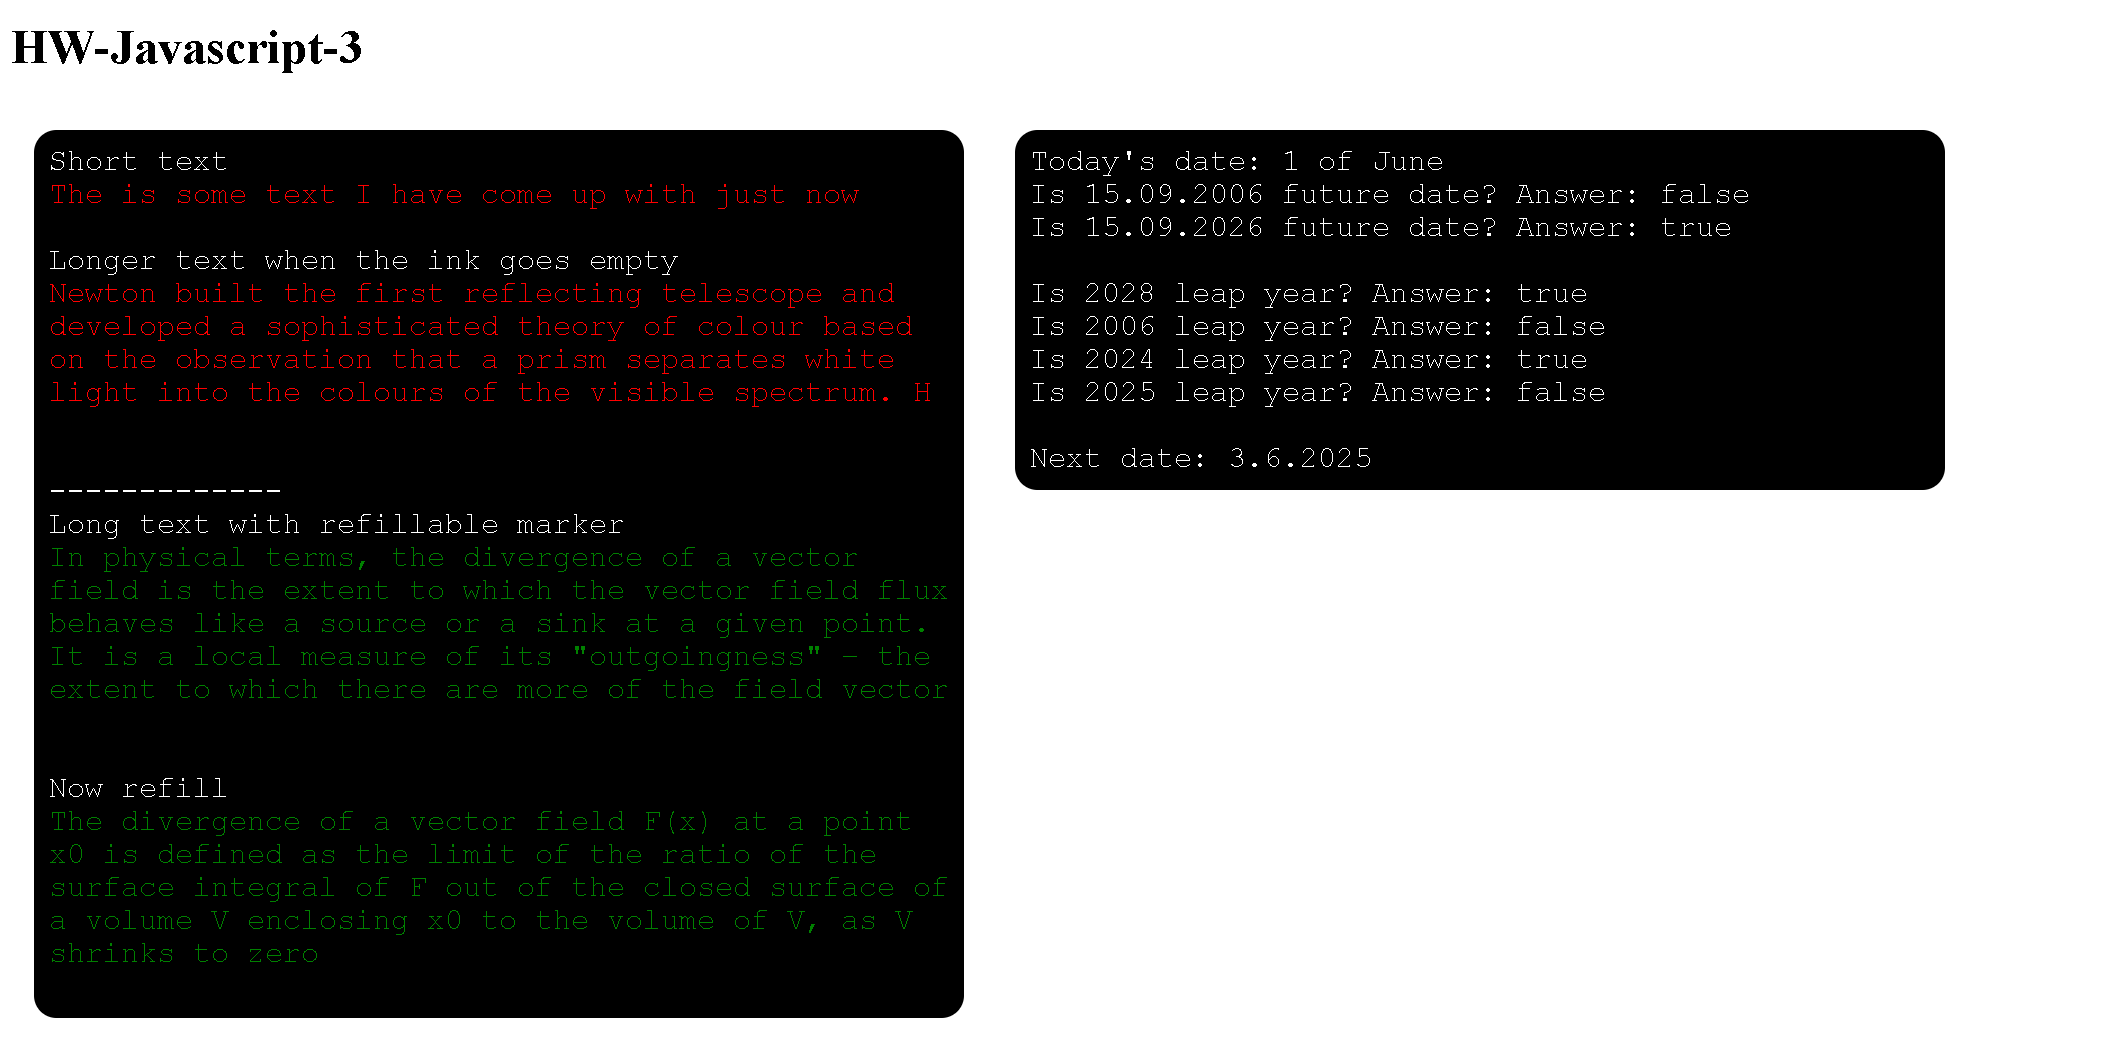 HW-Javascript-3
Short text
The is some text I have come up with just now
Longer text when the ink goes empty
Newton built the first reflecting telescope and
developed a sophisticated theory of colour based
on the observation that a prism separates white
light into the colours of the visible spectrum. H
-------------
Long text with refillable marker
In physical terms, the divergence of a vector
field is the extent to which the vector field flux
behaves like a source or a sink at a given point.
It is a local measure of its "outgoingness" – the
extent to which there are more of the field vector
Now refill
The divergence of a vector field F(x) at a point
x0 is defined as the limit of the ratio of the
surface integral of F out of the closed surface of
a volume V enclosing x0 to the volume of V, as V
shrinks to zero
Today's date: 1 of June
Is 15.09.2006 future date? Answer: false
Is 15.09.2026 future date? Answer: true
Is 2028 leap year? Answer: true
Is 2006 leap year? Answer: false
Is 2024 leap year? Answer: true
Is 2025 leap year? Answer: false
Next date: 3.6.2025